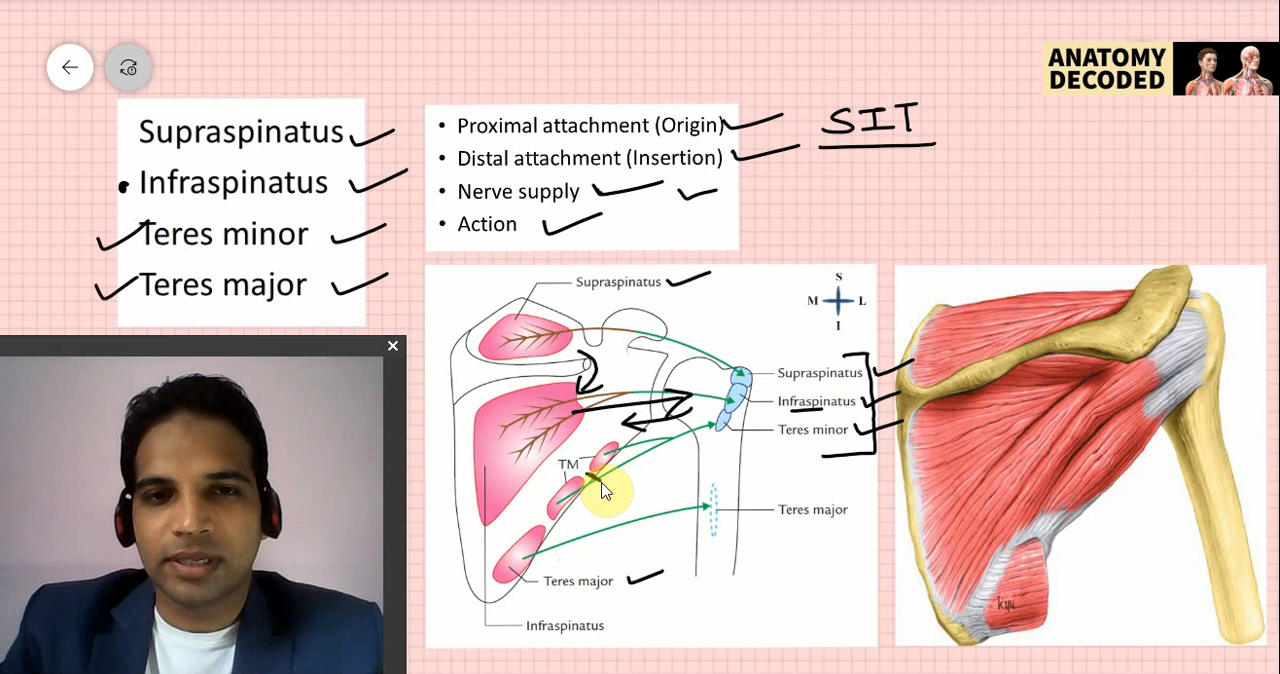 ANATOMY
DECODED
Supraspinatus
Infraspinatus
Teres minor
Teres major
• Proximal attachment (Origin)
• Distal attachment (Insertion)
• Nerve supply
• Action
SIT
Supraspinatus
S
M L
I
Supraspinatus
Infraspinatus
Teres minor
TM
Teres major
Teres major
Infraspinatus